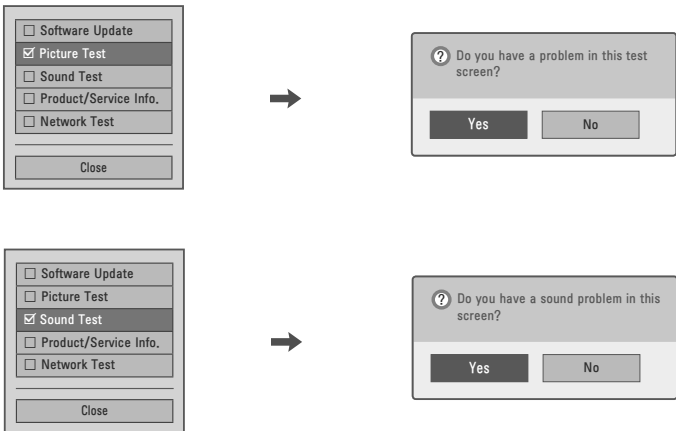 Software Update
Picture Test
Sound Test
Product/Service Info.
Network Test
Close
Do you have a problem in this test
screen?
Yes No
Software Update
Picture Test
Sound Test
Product/Service Info.
Network Test
Close
Do you have a sound problem in this
screen?
Yes No